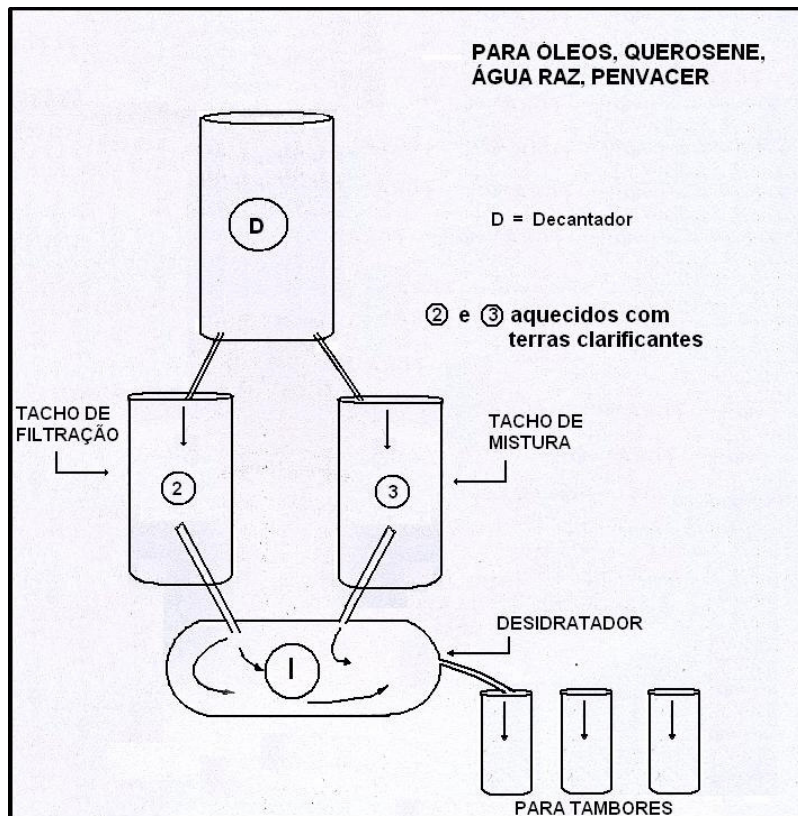 PARA ÓLEOS, QUEROSENE,
ÁGUA RAZ, PENVACER
D
D = Decantador
2 e 3 aquecidos com
terras clarificantes
TACHO DE
FILTRAÇÃO
TACHO DE
MISTURA
2
3
DESIDRATADOR
I
PARA TAMBORES